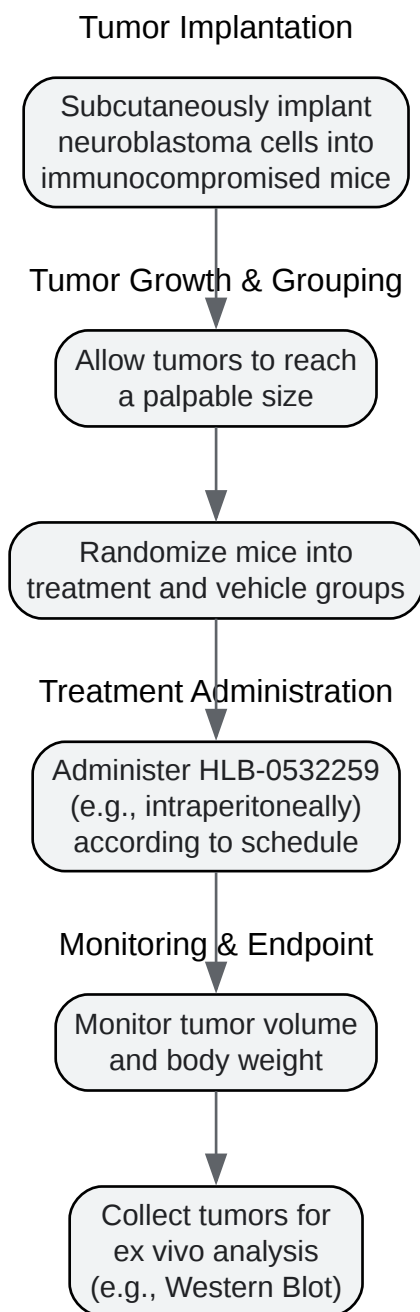 Tumor Implantation
Subcutaneously implant
neuroblastoma cells into
immunocompromised mice
Tumor Growth & Grouping
Allow tumors to reach
a palpable size
Randomize mice into
treatment and vehicle groups
Treatment Administration
Administer HLB-0532259
(e.g., intraperitoneally)
according to schedule
Monitoring & Endpoint
Monitor tumor volume
and body weight
Collect tumors for
ex vivo analysis
(e.g., Western Blot)